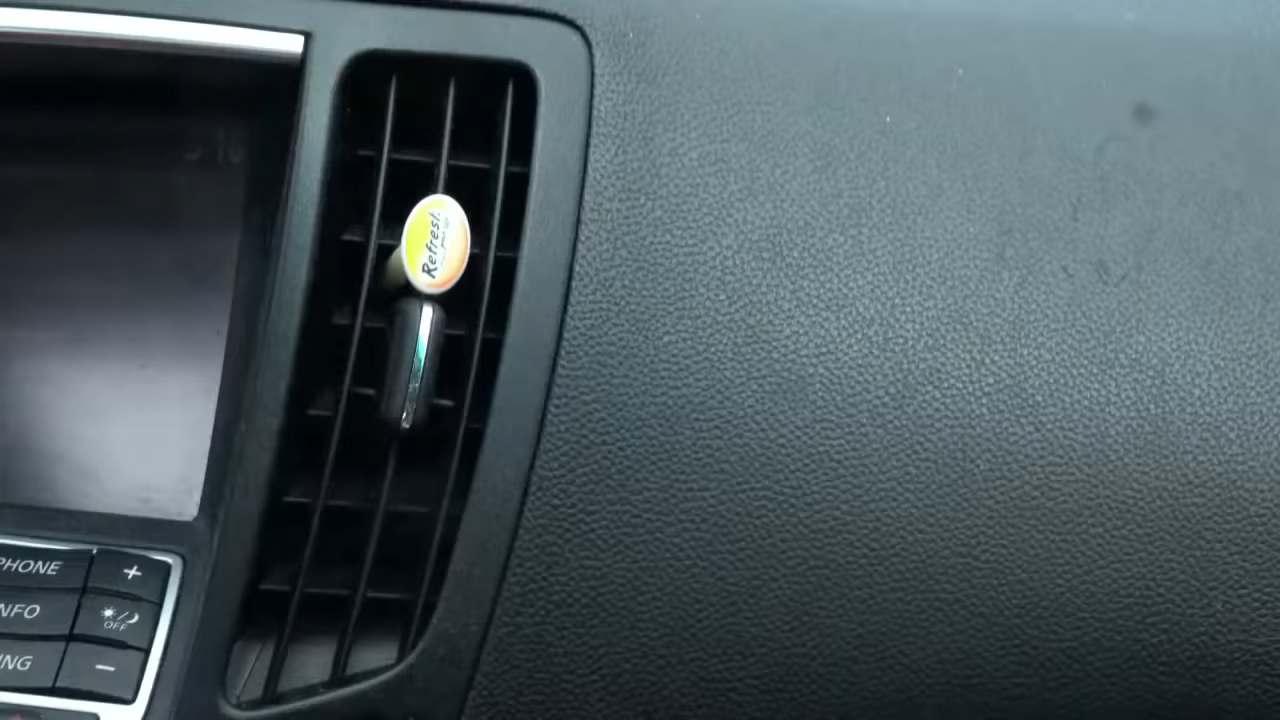 Refresh
PHONE
+
NFO
OFF
ING
−